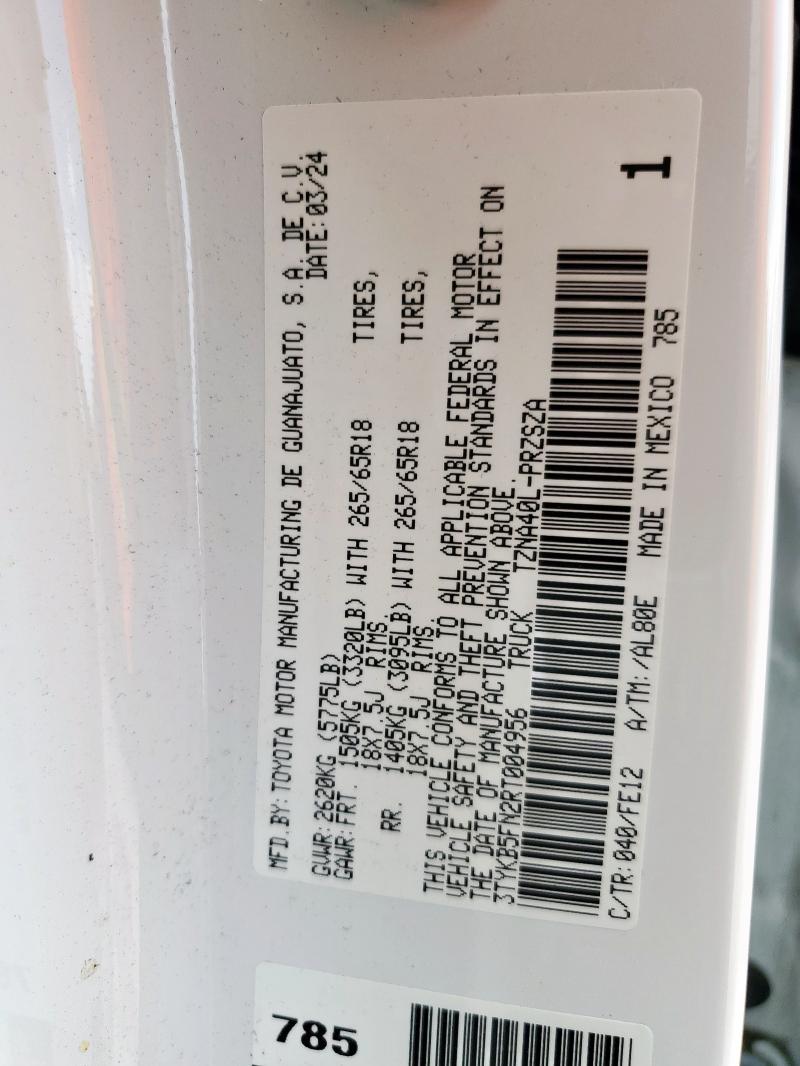 MFD.BY:TOYOTA MOTOR MANUFACTURING DE GUANAJUATO, S.A. DE C.V.
DATE:03/24
GVWR:2620KG (5775LB)
GAWR:FRT. 1505KG (3320LB) WITH 265/65R18 TIRES,
18X7.5J RIMS.
RR. 1405KG (3095LB) WITH 265/65R18 TIRES,
18X7.5J RIMS.
THIS VEHICLE CONFORMS TO ALL APPLICABLE FEDERAL MOTOR
VEHICLE SAFETY AND THEFT PREVENTION STANDARDS IN EFFECT ON
THE DATE OF MANUFACTURE SHOWN ABOVE.
3TYKB5FN2RT004956 TRUCK TZNA40L-PRZSZA
1
C/TR:040/FE12 A/TM:/AL80E MADE IN MEXICO 785
785